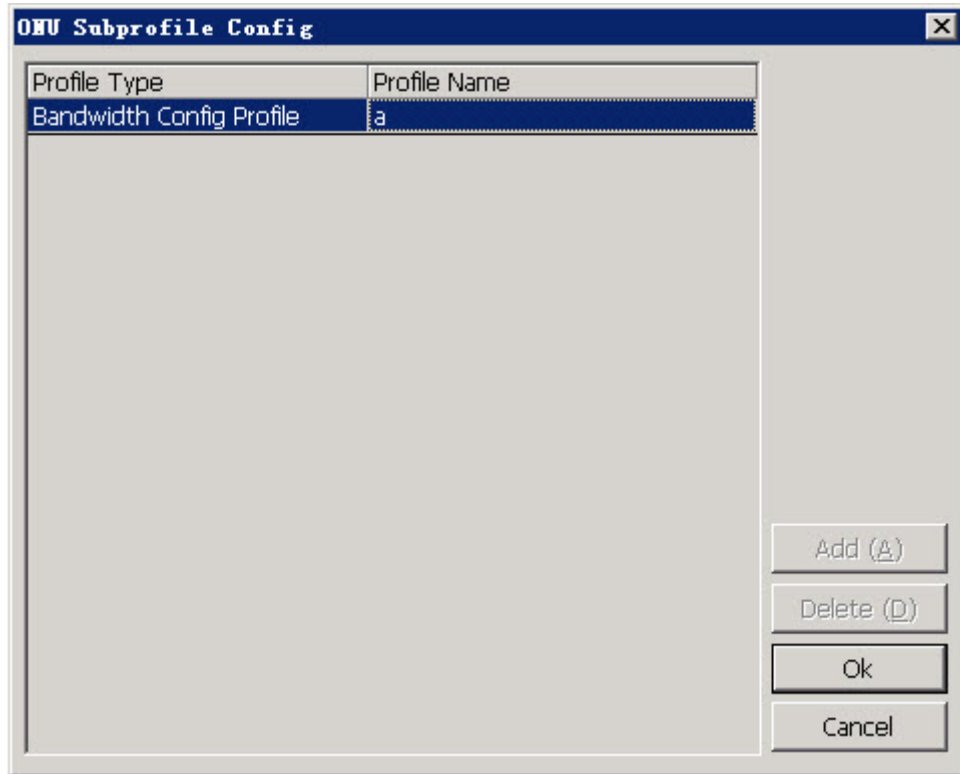 ONU Subprofile Config
Profile Type Profile Name
Bandwidth Config Profile a
Add (A)
Delete (D)
Ok
Cancel